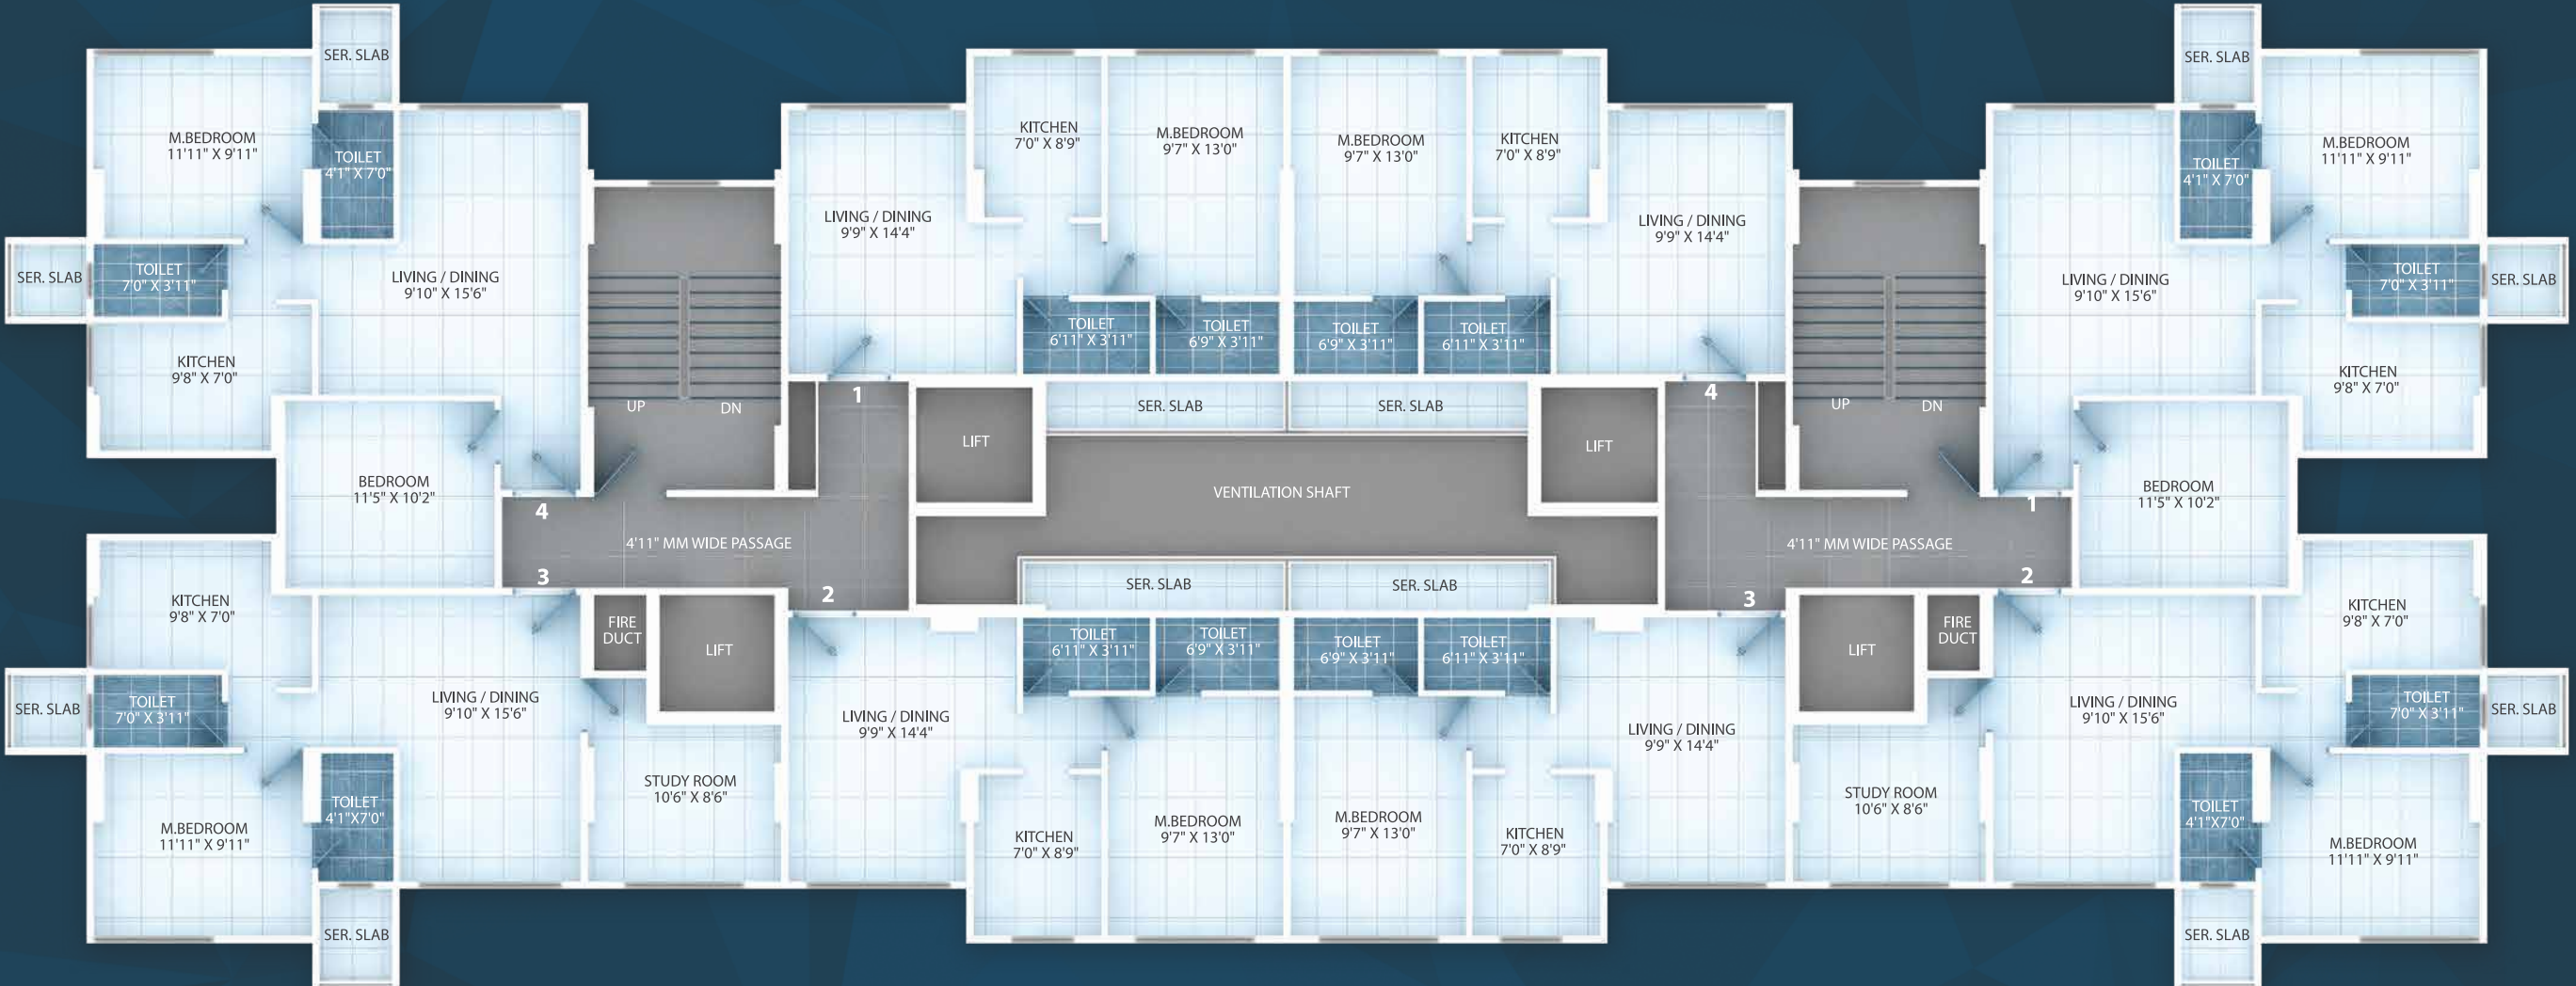 SER. SLAB
M.BEDROOM
11'11" X 9'11"
TOILET
4'1" X 7'0"
SER. SLAB
TOILET
7'0" X 3'11"
LIVING / DINING
9'10" X 15'6"
KITCHEN
9'8" X 7'0"
BEDROOM
11'5" X 10'2"
UP
DN
4
4'11" MM WIDE PASSAGE
3
1
2
LIVING / DINING
9'9" X 14'4"
KITCHEN
7'0" X 8'9"
M.BEDROOM
9'7" X 13'0"
TOILET
6'11" X 3'11"
TOILET
6'9" X 3'11"
M.BEDROOM
9'7" X 13'0"
KITCHEN
7'0" X 8'9"
LIVING / DINING
9'9" X 14'4"
TOILET
6'9" X 3'11"
TOILET
6'11" X 3'11"
LIFT
SER. SLAB
SER. SLAB
LIFT
VENTILATION SHAFT
SER. SLAB
SER. SLAB
4
UP
DN
1
4'11" MM WIDE PASSAGE
2
3
SER. SLAB
TOILET
4'1" X 7'0"
M.BEDROOM
11'11" X 9'11"
LIVING / DINING
9'10" X 15'6"
TOILET
7'0" X 3'11"
SER. SLAB
KITCHEN
9'8" X 7'0"
BEDROOM
11'5" X 10'2"
KITCHEN
9'8" X 7'0"
SER. SLAB
TOILET
7'0" X 3'11"
LIVING / DINING
9'10" X 15'6"
FIRE
DUCT
LIFT
M.BEDROOM
11'11" X 9'11"
TOILET
4'1"X7'0"
STUDY ROOM
10'6" X 8'6"
SER. SLAB
TOILET
6'11" X 3'11"
TOILET
6'9" X 3'11"
LIVING / DINING
9'9" X 14'4"
KITCHEN
7'0" X 8'9"
M.BEDROOM
9'7" X 13'0"
TOILET
6'9" X 3'11"
TOILET
6'11" X 3'11"
M.BEDROOM
9'7" X 13'0"
KITCHEN
7'0" X 8'9"
LIVING / DINING
9'9" X 14'4"
LIFT
FIRE
DUCT
STUDY ROOM
10'6" X 8'6"
LIVING / DINING
9'10" X 15'6"
KITCHEN
9'8" X 7'0"
TOILET
7'0" X 3'11"
SER. SLAB
TOILET
4'1"X7'0"
M.BEDROOM
11'11" X 9'11"
SER. SLAB